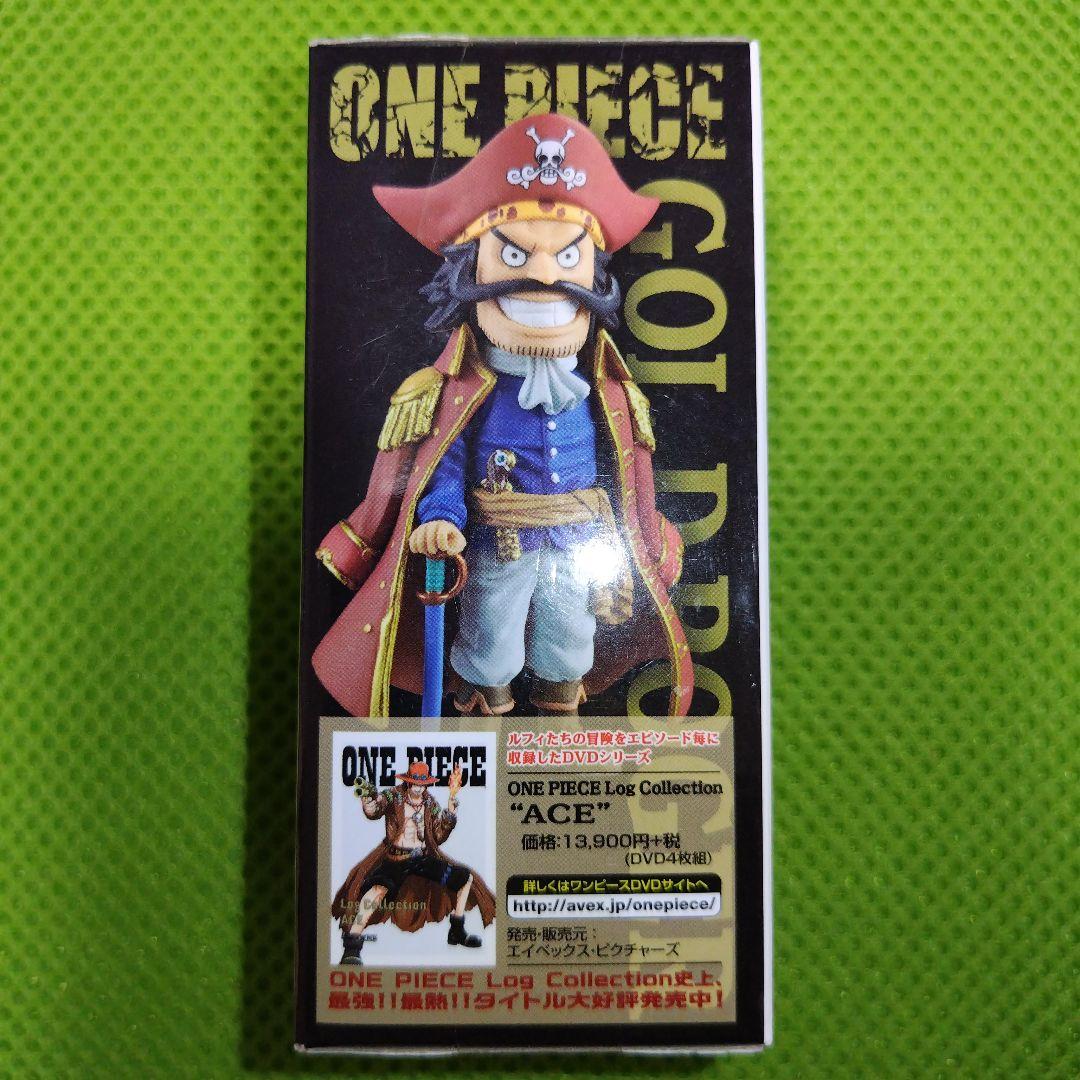 ONE PIECE
GOL D RO
ONE PIECE
Log Collection
ACE
ルフィたちの冒険をエピソード毎に
収録したDVDシリーズ
ONE PIECE Log Collection
“ACE”
価格:13,900円+税
(DVD4枚組)
詳しくはワンピースDVDサイトへ
http://avex.jp/onepiece/
発売・販売元:
エイベックス・ピクチャーズ
ONE PIECE Log Collection史上、
最強!!最熱!!タイトル大好評発売中!